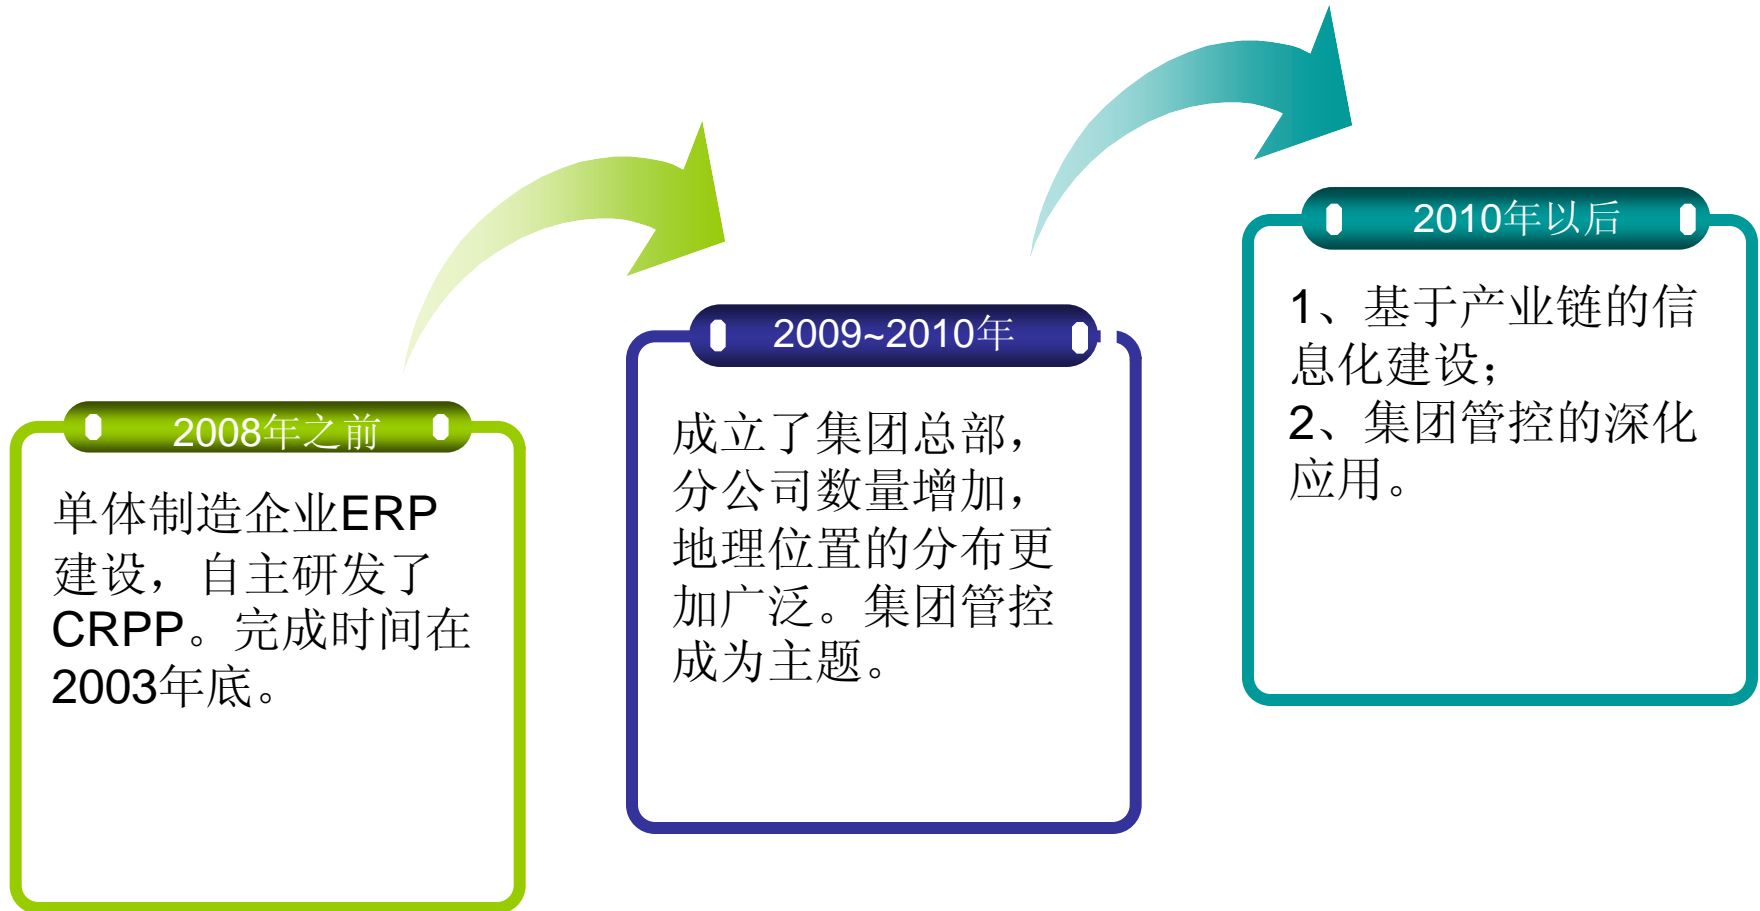 2008年之前
单体制造企业ERP
建设，自主研发了
CRPP。完成时间在
2003年底。
2009~2010年
成立了集团总部，
分公司数量增加，
地理位置的分布更
加广泛。集团管控
成为主题。
2010年以后
1、基于产业链的信
息化建设；
2、集团管控的深化
应用。